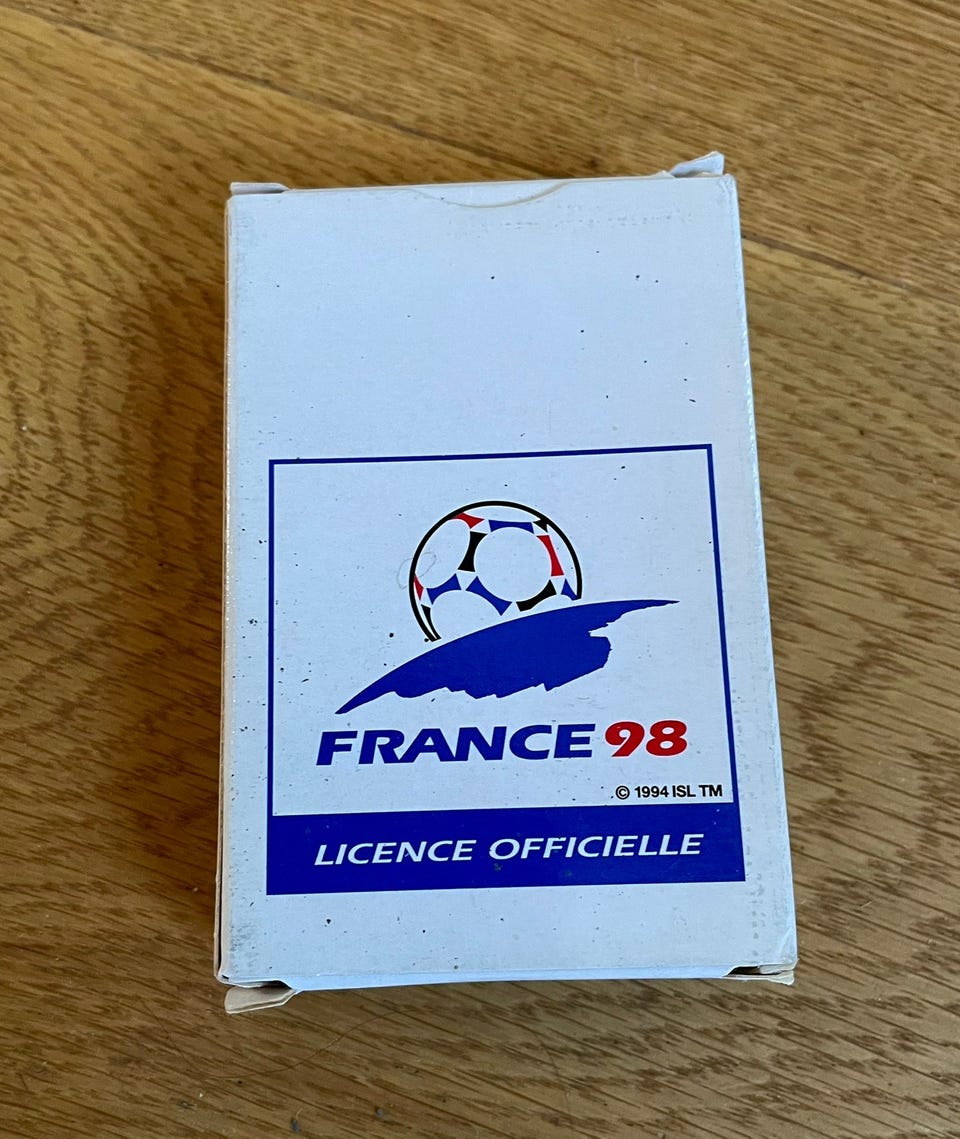 FRANCE 98
© 1994 ISL TM
LICENCE OFFICIELLE